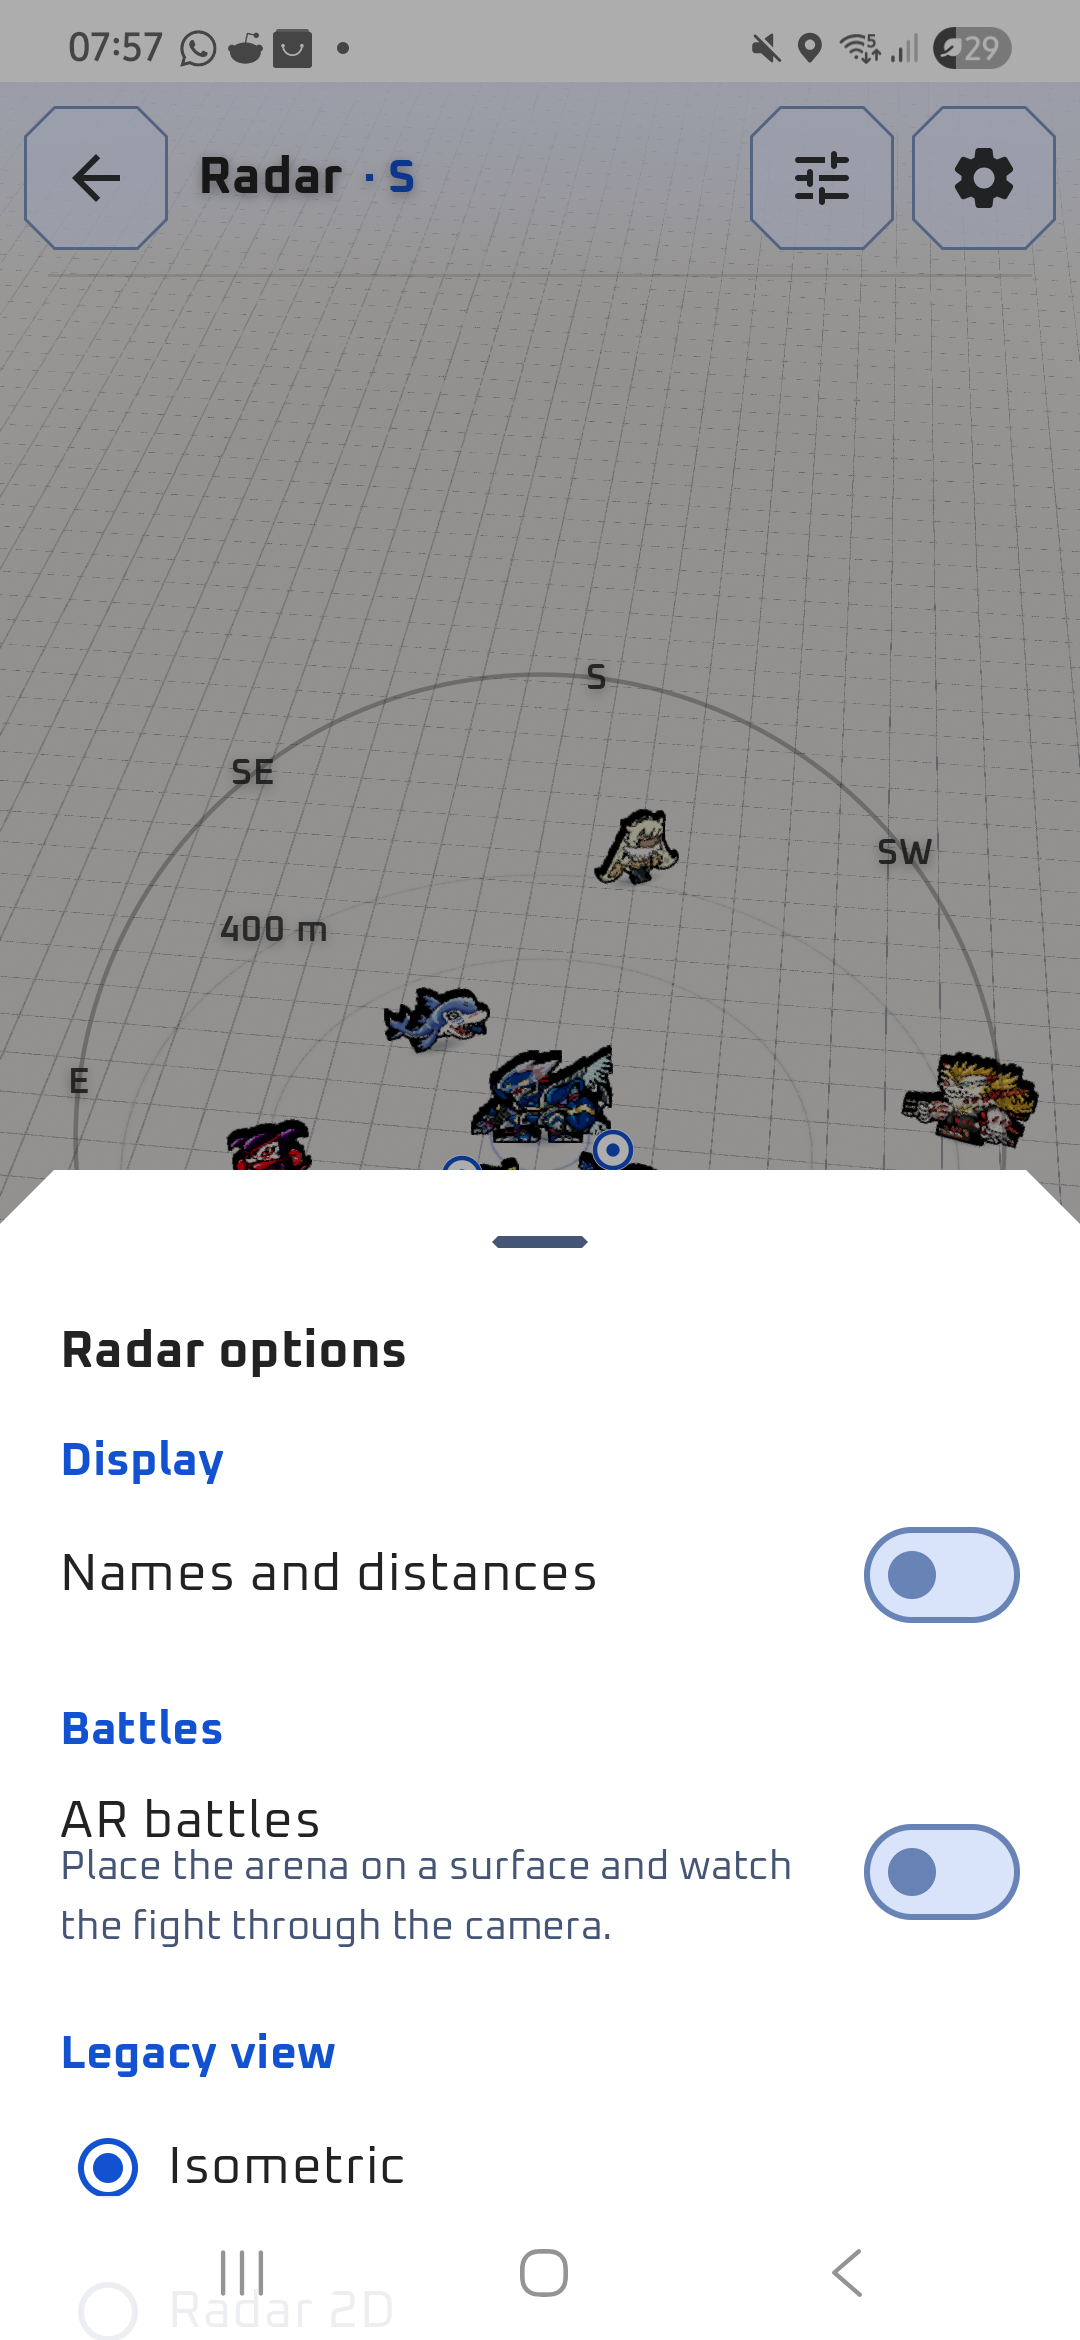 07:57
5
29
Radar · S
S
SE
SW
400 m
E
Radar options
Display
Names and distances
Battles
AR battles
Place the arena on a surface and watch
the fight through the camera.
Legacy view
Isometric
Radar 2D